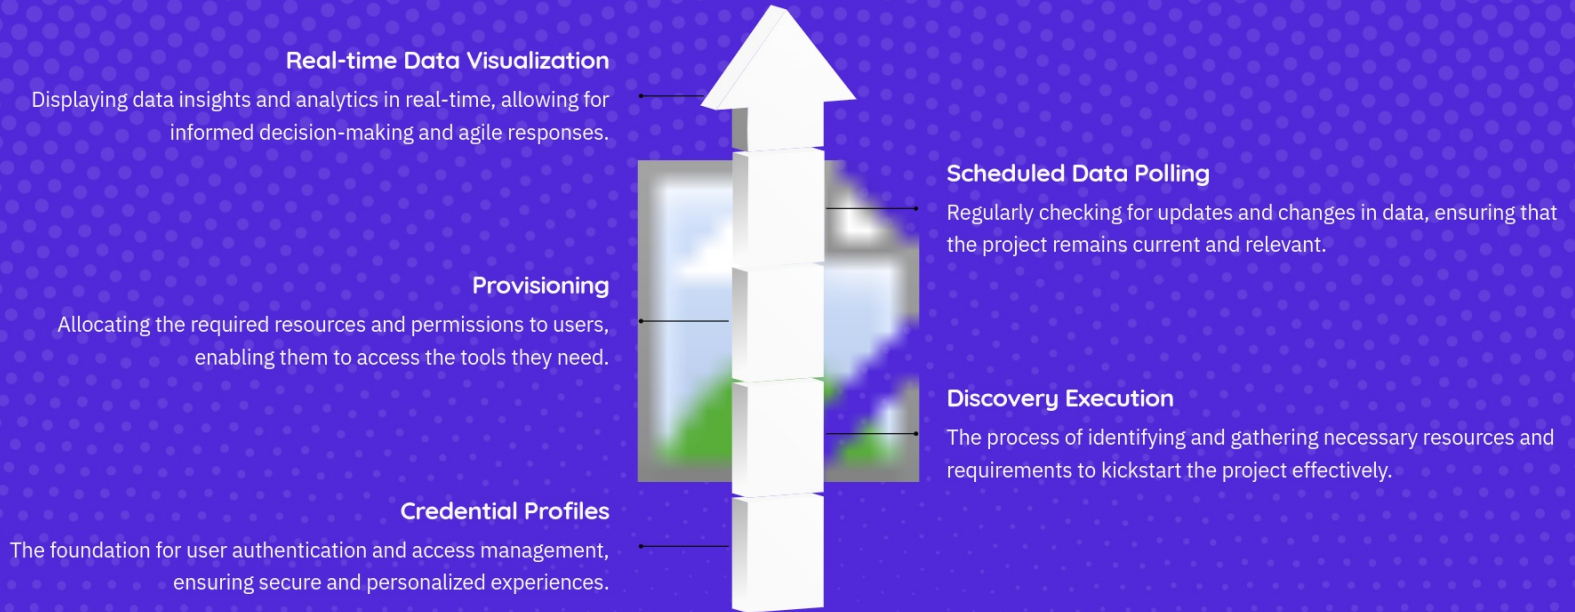 Real-time Data Visualization
Displaying data insights and analytics in real-time, allowing for
informed decision-making and agile responses.
Scheduled Data Polling
Regularly checking for updates and changes in data, ensuring that
the project remains current and relevant.
Provisioning
Allocating the required resources and permissions to users,
enabling them to access the tools they need.
Discovery Execution
The process of identifying and gathering necessary resources and
requirements to kickstart the project effectively.
Credential Profiles
The foundation for user authentication and access management,
ensuring secure and personalized experiences.